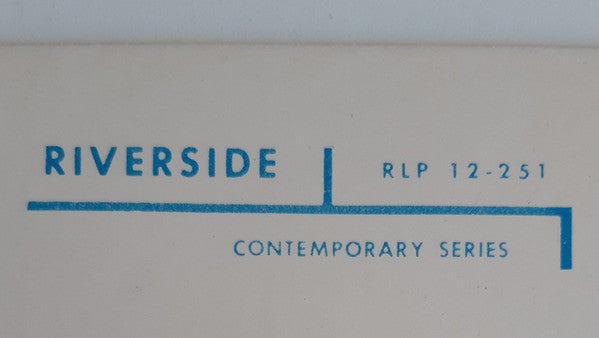 RIVERSIDE RLP 12-251
CONTEMPORARY SERIES